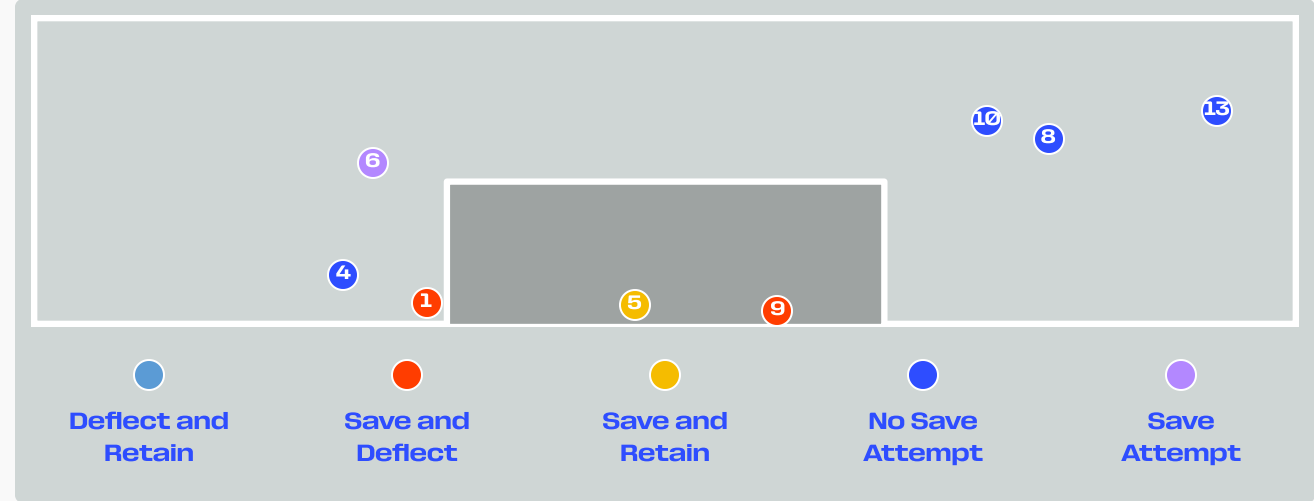 13
10
8
6
4
1
5
9
Deflect and
Retain
Save and
Deflect
Save and
Retain
No Save
Attempt
Save
Attempt